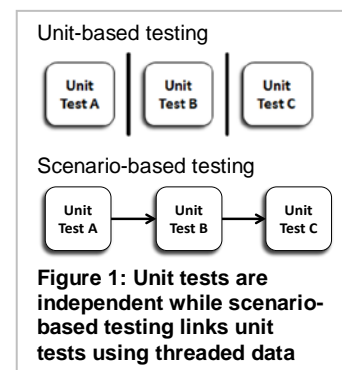 Unit-based testing
Unit Unit Unit
Test A Test B Test C
Scenario-based testing
Unit Unit Unit
Test A Test B Test C
Figure 1: Unit tests are
independent while scenario-
based testing links unit
tests using threaded data